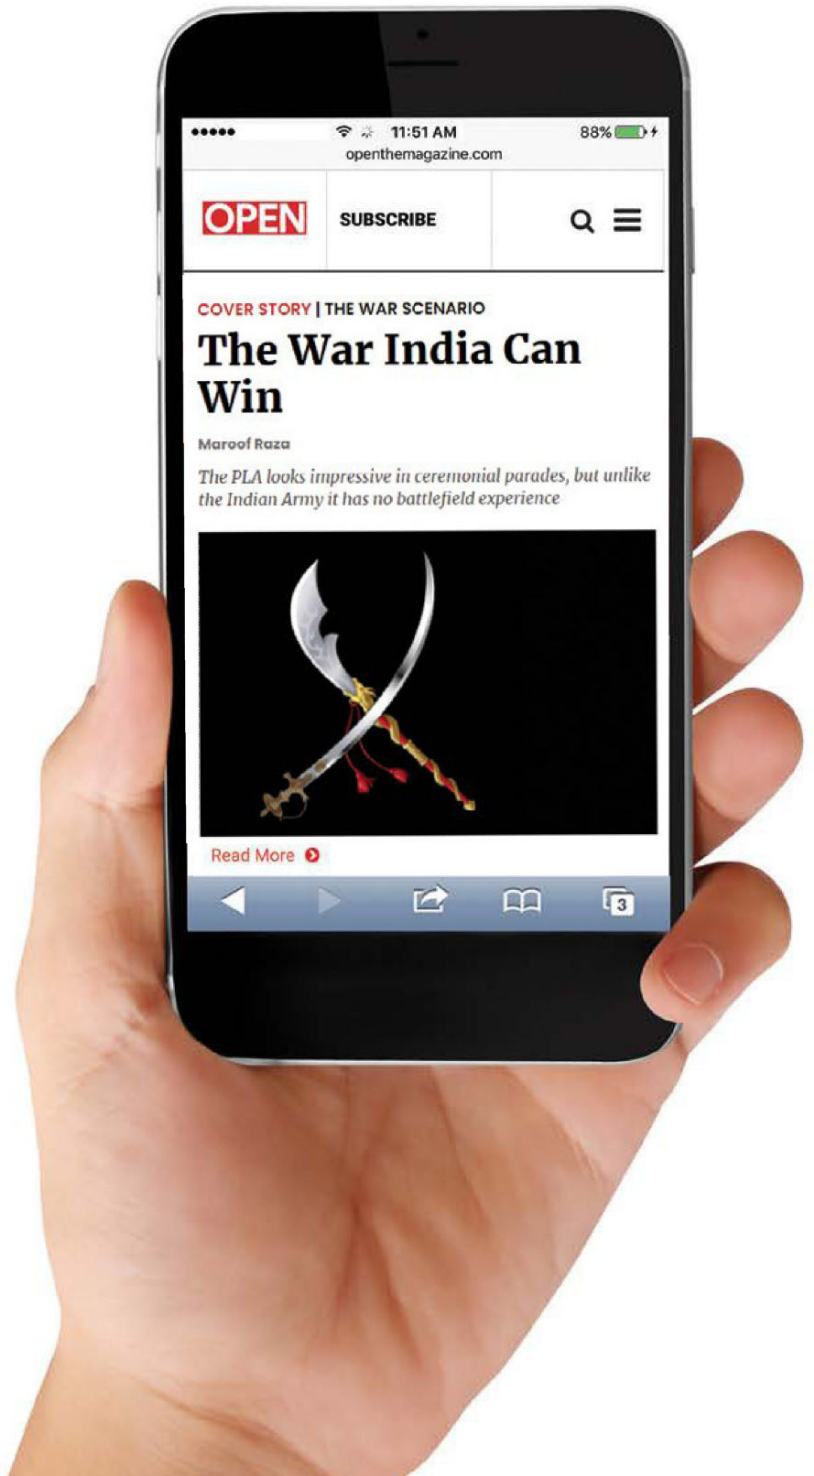 11:51 AM
88%
openthemagazine.com
OPEN
SUBSCRIBE
COVER STORY | THE WAR SCENARIO
The War India Can
Win
Maroof Raza
The PLA looks impressive in ceremonial parades, but unlike
the Indian Army it has no battlefield experience
Read More
3